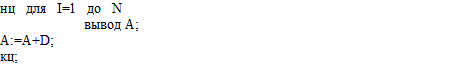 нц для I=1 до N
вывод A;
A:=A+D;
кц;